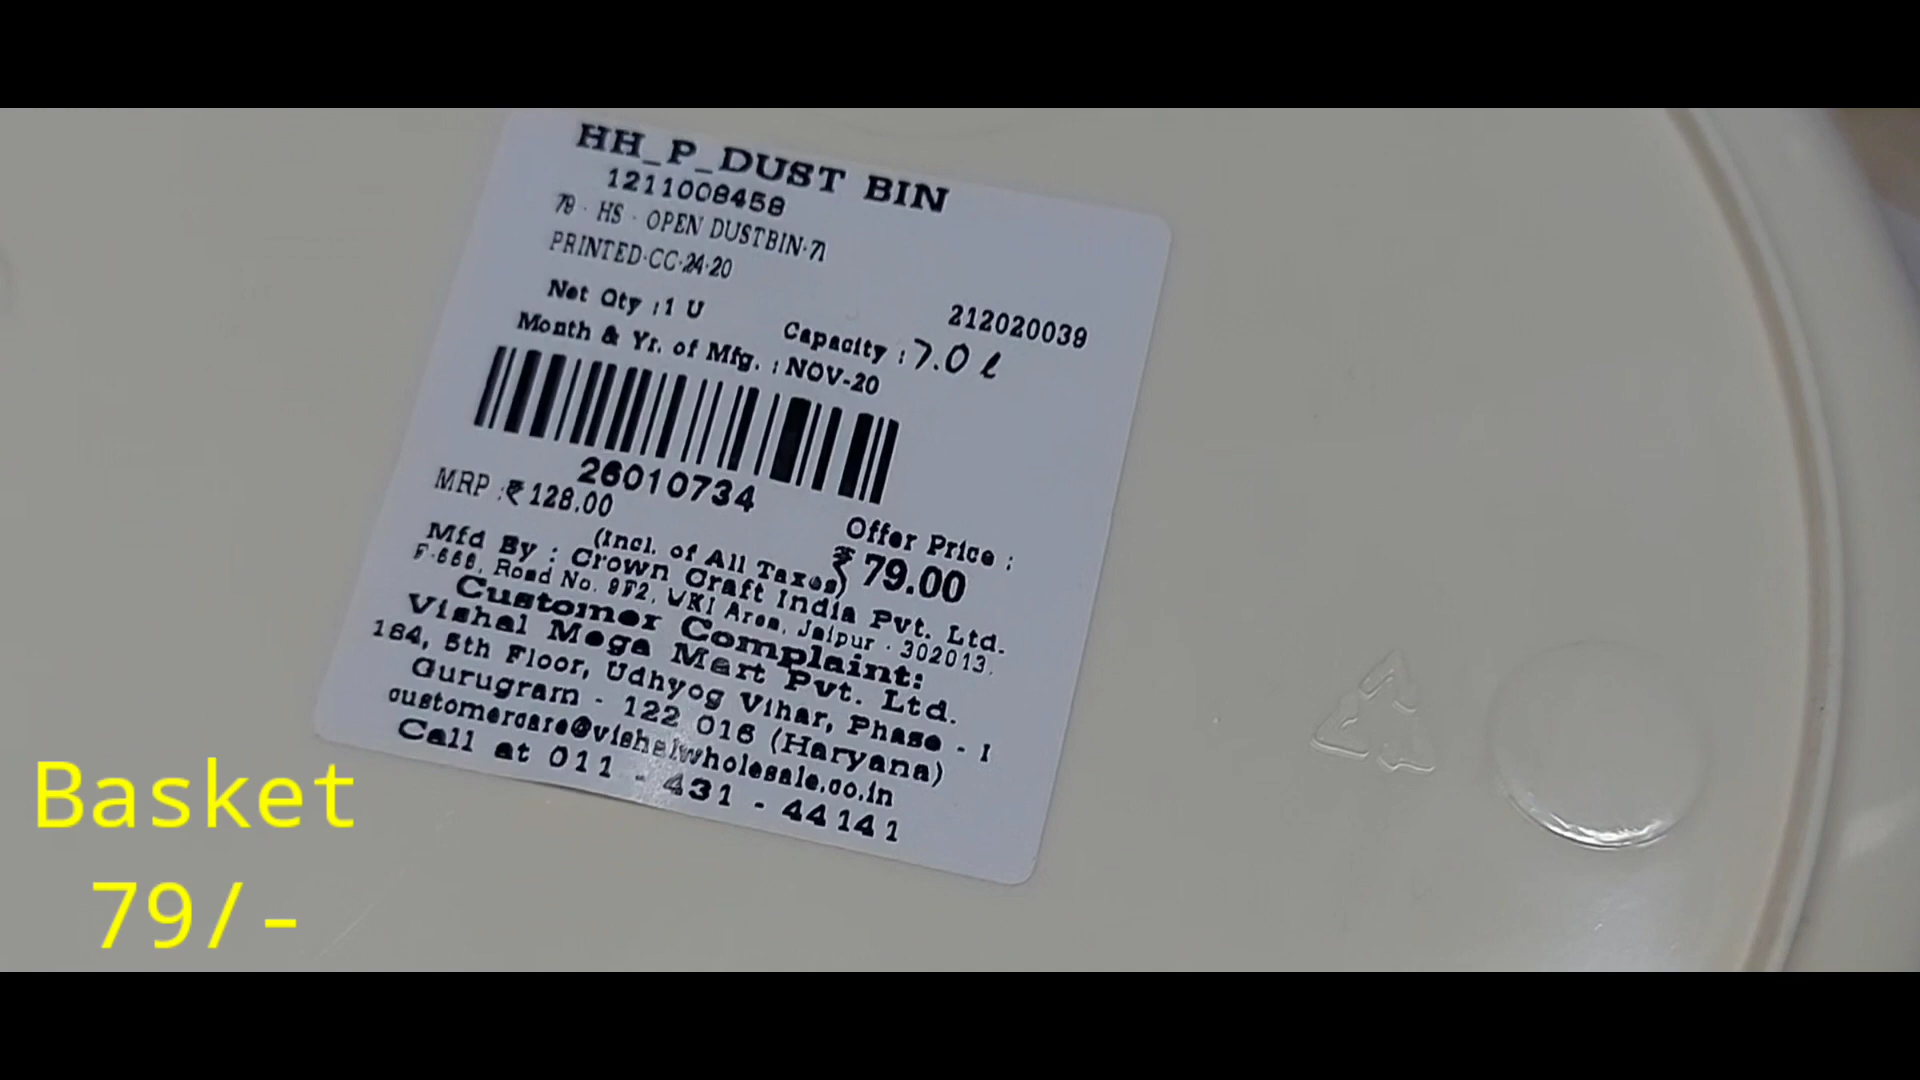 HH_P_DUST BIN
1211008458
79 - HS - OPEN DUSTBIN-7l
PRINTED-CC-24-20
Net Qty : 1 U
212020039
Capacity : 7.0 l
Month & Yr. of Mfg. : NOV-20
26010734
MRP :₹ 128.00
(Incl. of All Taxes)
Offer Price :
₹ 79.00
Mfd By : Crown Craft India Pvt. Ltd.
Road No. 9F2, VKI Area, Jaipur - 302013.
Customer Complaint:
Vishal Mega Mart Pvt. Ltd.
184, 5th Floor, Udhyog Vihar, Phase - I
Gurugram - 122 016 (Haryana)
customercare@vishalwholesale.co.in
Call at 011 - 431 - 44141
Basket
79/-